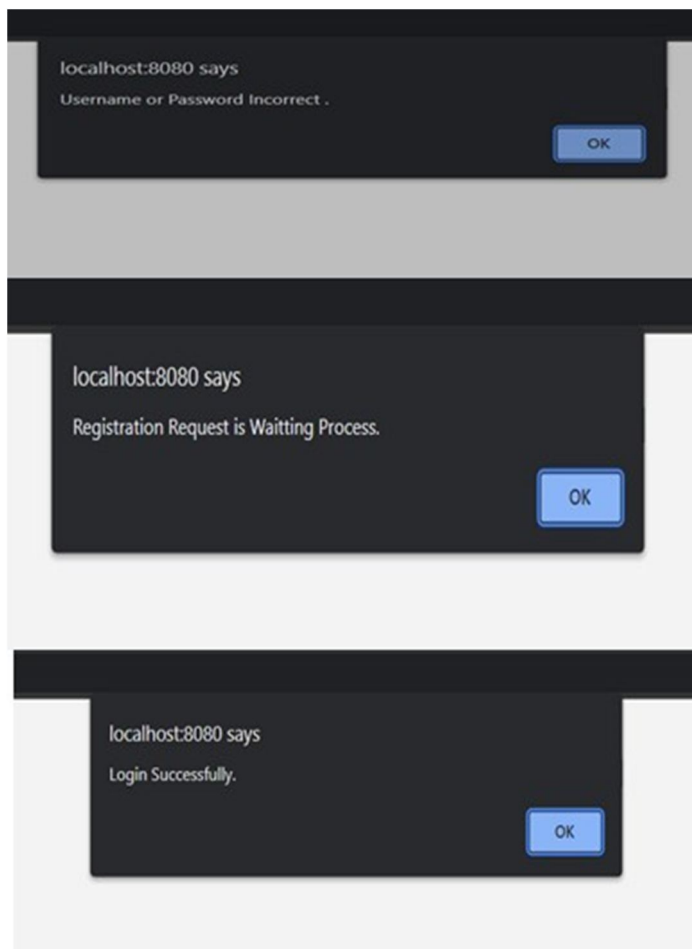 localhost:8080 says
Username or Password Incorrect .
OK
localhost:8080 says
Registration Request is Waitting Process.
OK
localhost:8080 says
Login Successfully.
OK